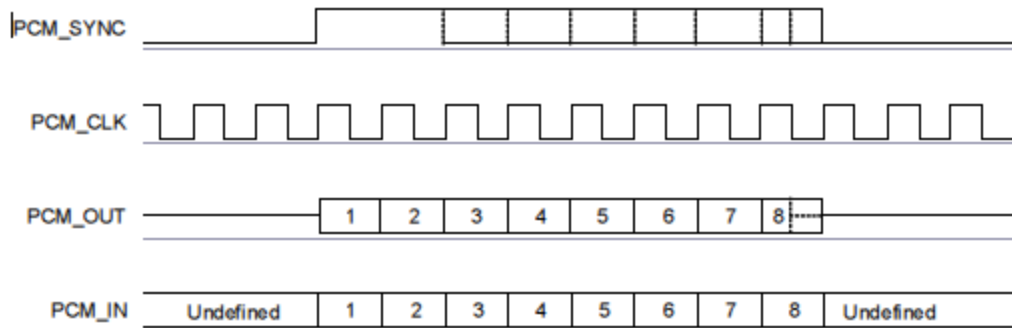 PCM_SYNC
PCM_CLK
PCM_OUT 1 2 3 4 5 6 7 8
PCM_IN Undefined 1 2 3 4 5 6 7 8 Undefined